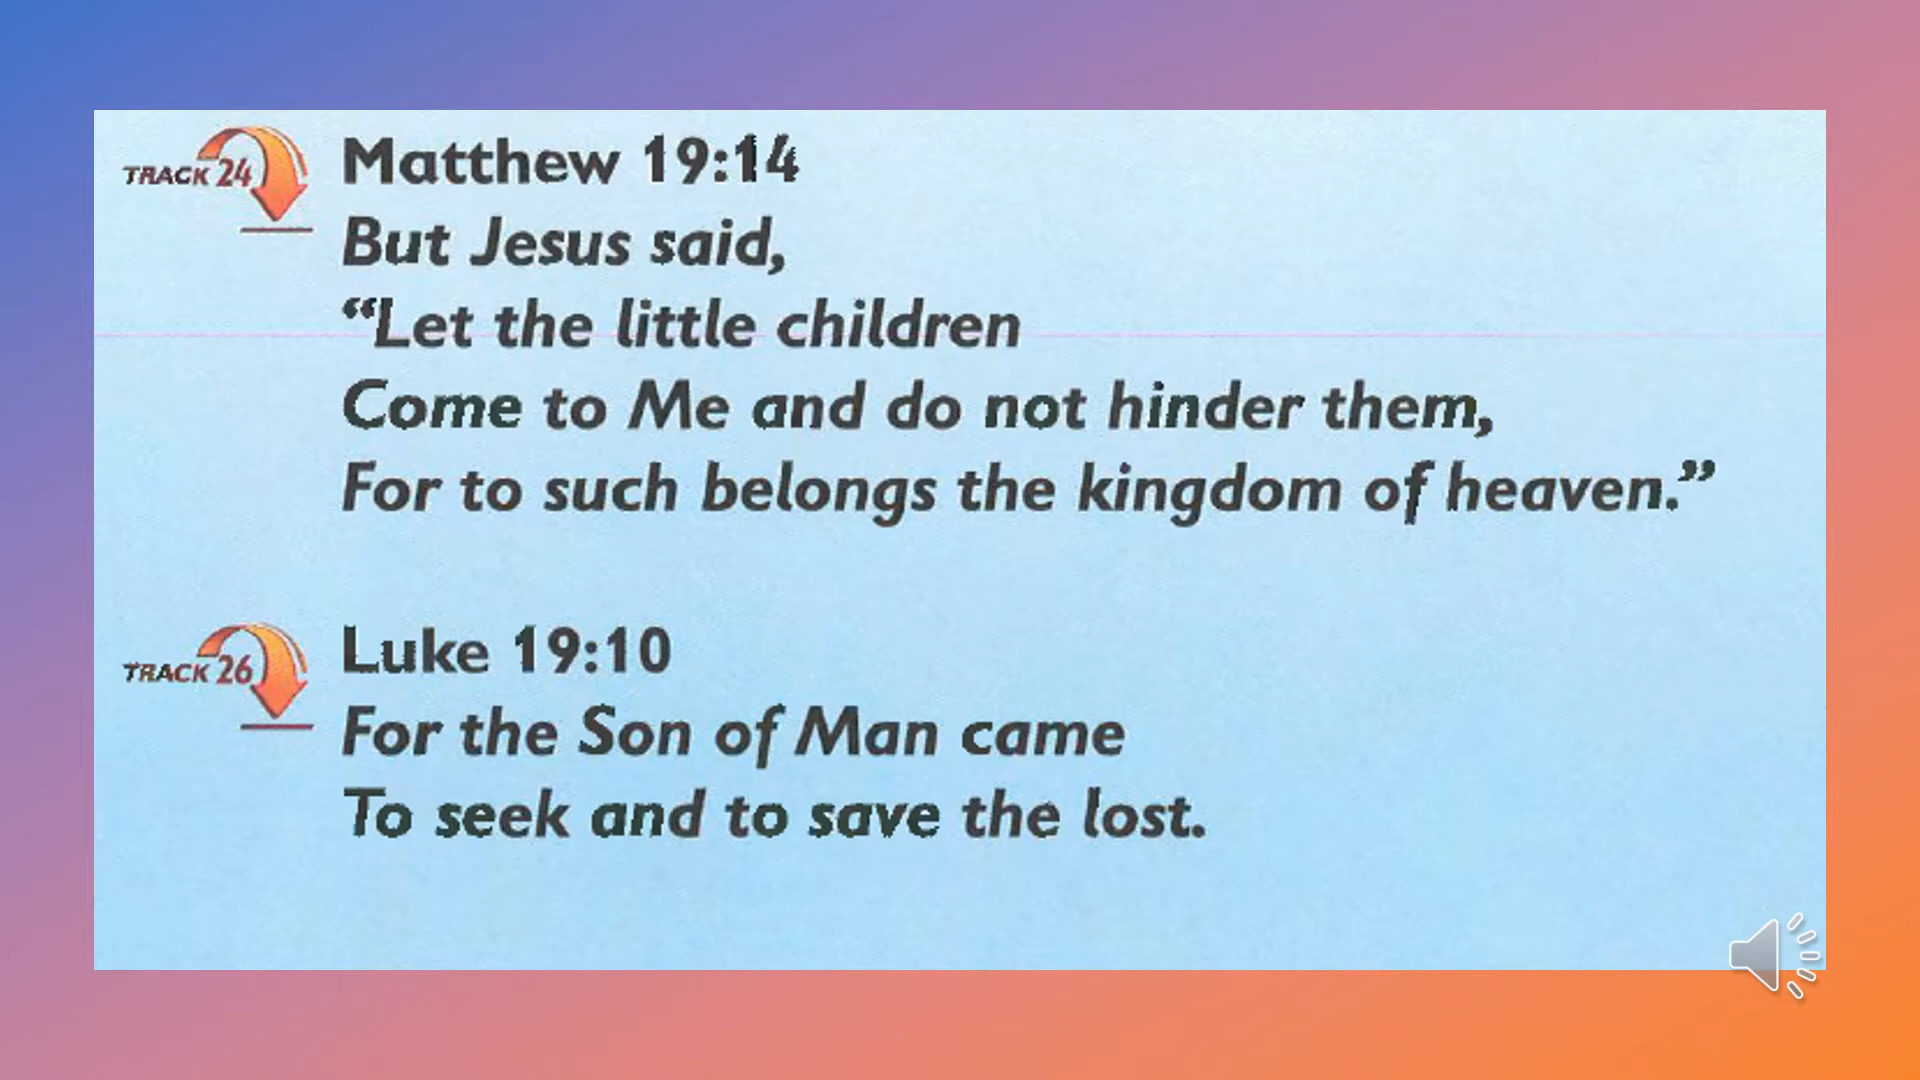 TRACK 24
Matthew 19:14
But Jesus said,
“Let the little children
Come to Me and do not hinder them,
For to such belongs the kingdom of heaven.”
TRACK 26
Luke 19:10
For the Son of Man came
To seek and to save the lost.